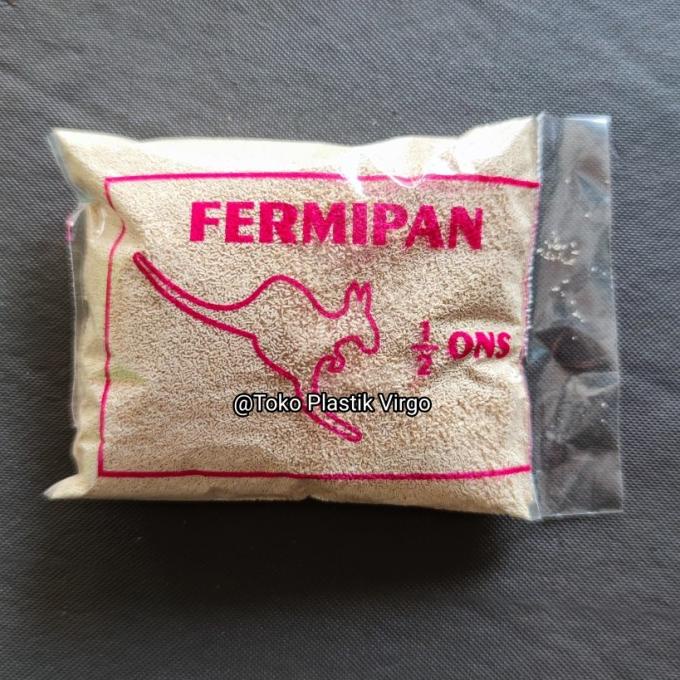 FERMIPAN
1/2 ONS
@Toko Plastik Virgo